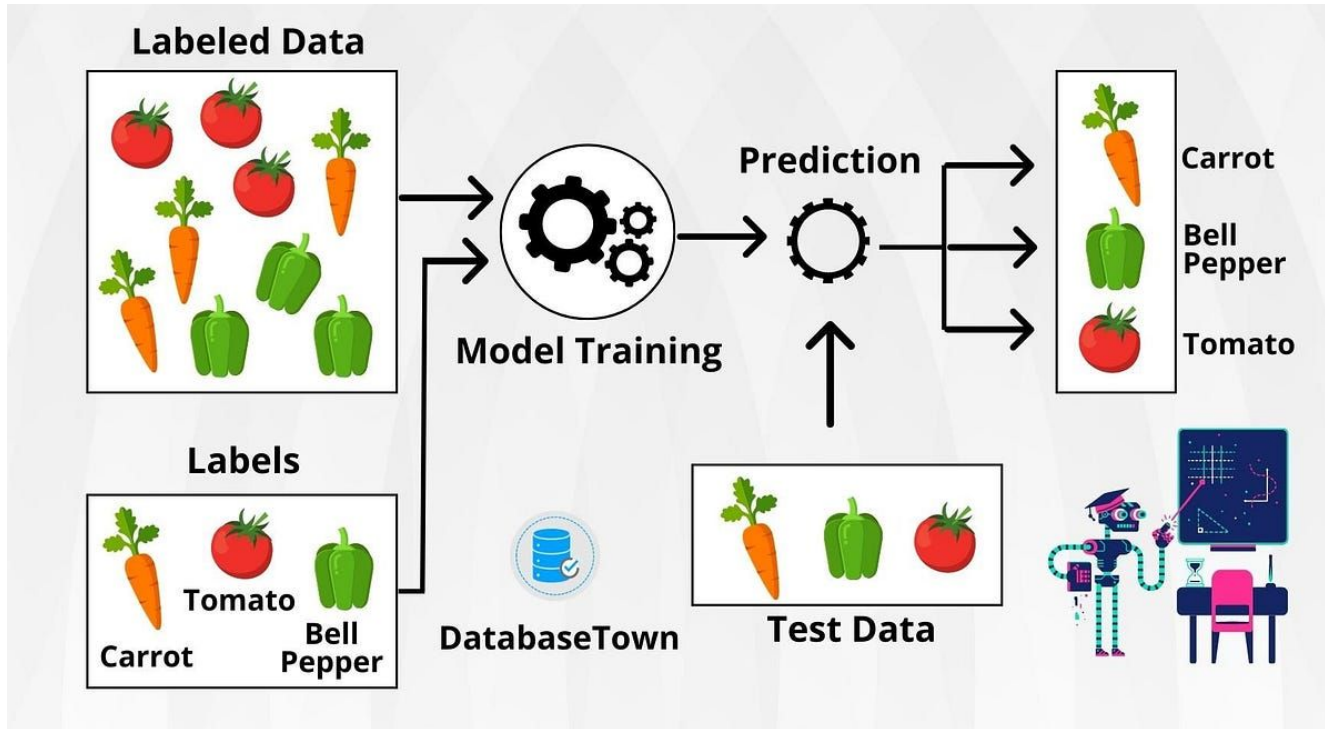 Labeled Data
Prediction
Carrot
Bell
Pepper
Tomato
Model Training
Labels
Carrot
Tomato
Bell
Pepper
DatabaseTown
Test Data